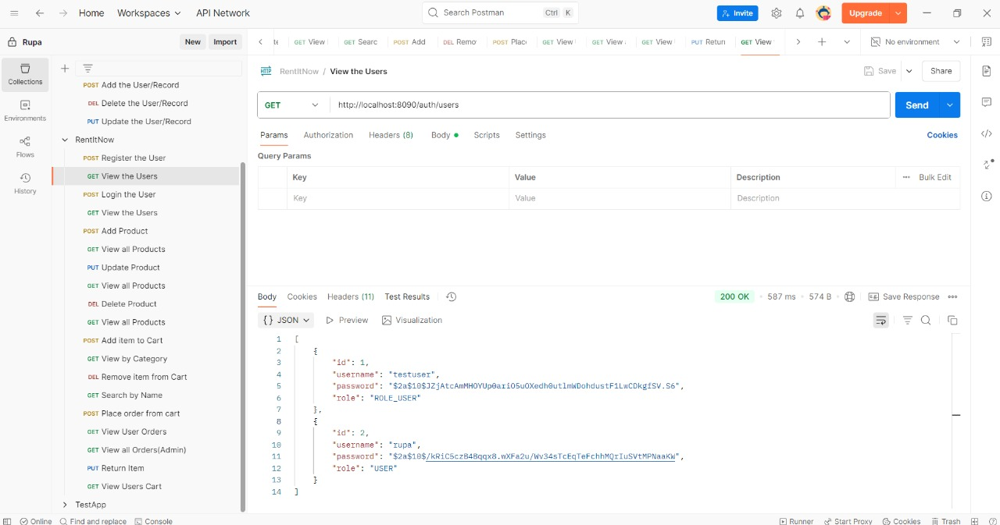 Home Workspaces API Network Search Postman Ctrl K Invite Upgrade
Rupa New Import
GET View GET Searc POST Add DEL Remo POST Place GET View GET View GET View PUT Return GET View No environment
Collections
Environments
Flows
History
POST Add the User/Record
DEL Delete the User/Record
PUT Update the User/Record
RentItNow
POST Register the User
GET View the Users
POST Login the User
GET View the Users
POST Add Product
GET View all Products
PUT Update Product
GET View all Products
DEL Delete Product
GET View all Products
POST Add item to Cart
GET View by Category
DEL Remove item from Cart
GET Search by Name
POST Place order from cart
GET View User Orders
GET View all Orders(Admin)
PUT Return Item
GET View Users Cart
TestApp
HTTP RentItNow / View the Users Save Share
GET http://localhost:8090/auth/users Send
Params Authorization Headers (8) Body Scripts Settings Cookies
Query Params
Key Value Description Bulk Edit
Key Value Description
Body Cookies Headers (11) Test Results 200 OK 587 ms 574 B Save Response
{} JSON Preview Visualization
1 [
2 {
3 "id": 1,
4 "username": "testuser",
5 "password": "$2a$10$JZjAtcAmMHOYUp0ariO5uOXedh0utlmWDohdustF1LwCDkgfSV.S6",
6 "role": "ROLE_USER"
7 },
8 {
9 "id": 2,
10 "username": "rupa",
11 "password": "$2a$10$/kRiC5czB4Bqqx8.wXFa2u/Wv34sTcEqTeFchhMQrIuSVtMPNaaKW",
12 "role": "USER"
13 }
14 ]
Online Find and replace Console Runner Start Proxy Cookies Trash